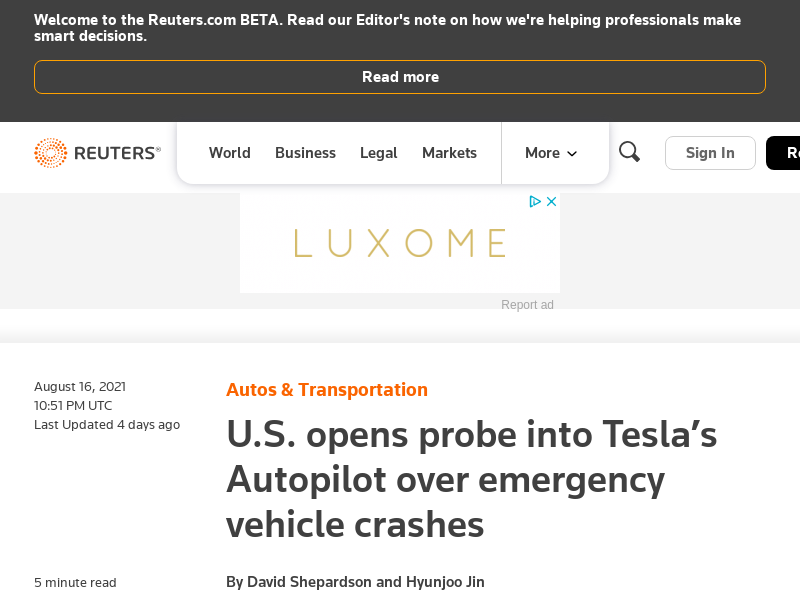 Welcome to the Reuters.com BETA. Read our Editor's note on how we're helping professionals make
smart decisions.
Read more
REUTERS®
World
Business
Legal
Markets
More
Sign In
Re
LUXOME
Report ad
August 16, 2021
10:51 PM UTC
Last Updated 4 days ago
Autos & Transportation
U.S. opens probe into Tesla’s
Autopilot over emergency
vehicle crashes
5 minute read
By David Shepardson and Hyunjoo Jin